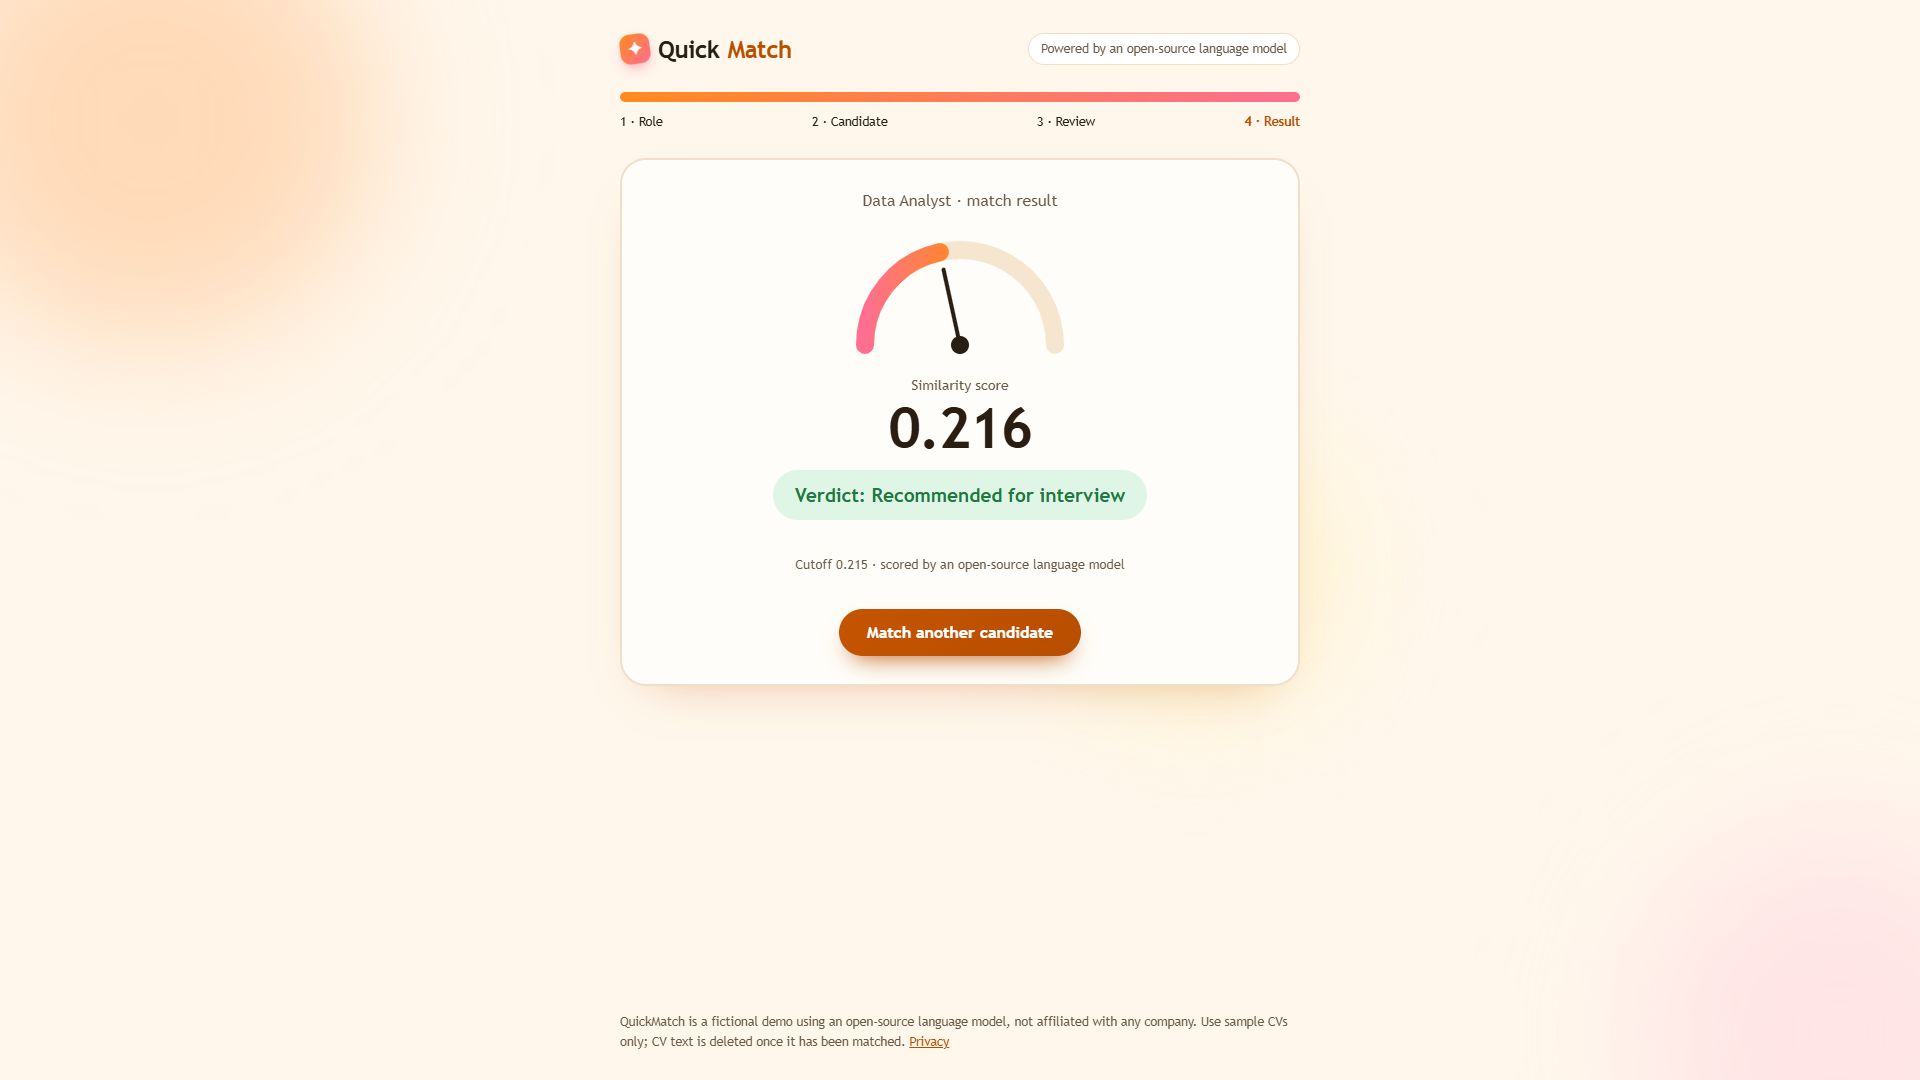 Quick Match
Powered by an open-source language model
1 · Role
2 · Candidate
3 · Review
4 · Result
Data Analyst · match result
Similarity score
0.216
Verdict: Recommended for interview
Cutoff 0.215 · scored by an open-source language model
Match another candidate
QuickMatch is a fictional demo using an open-source language model, not affiliated with any company. Use sample CVs
only; CV text is deleted once it has been matched. Privacy